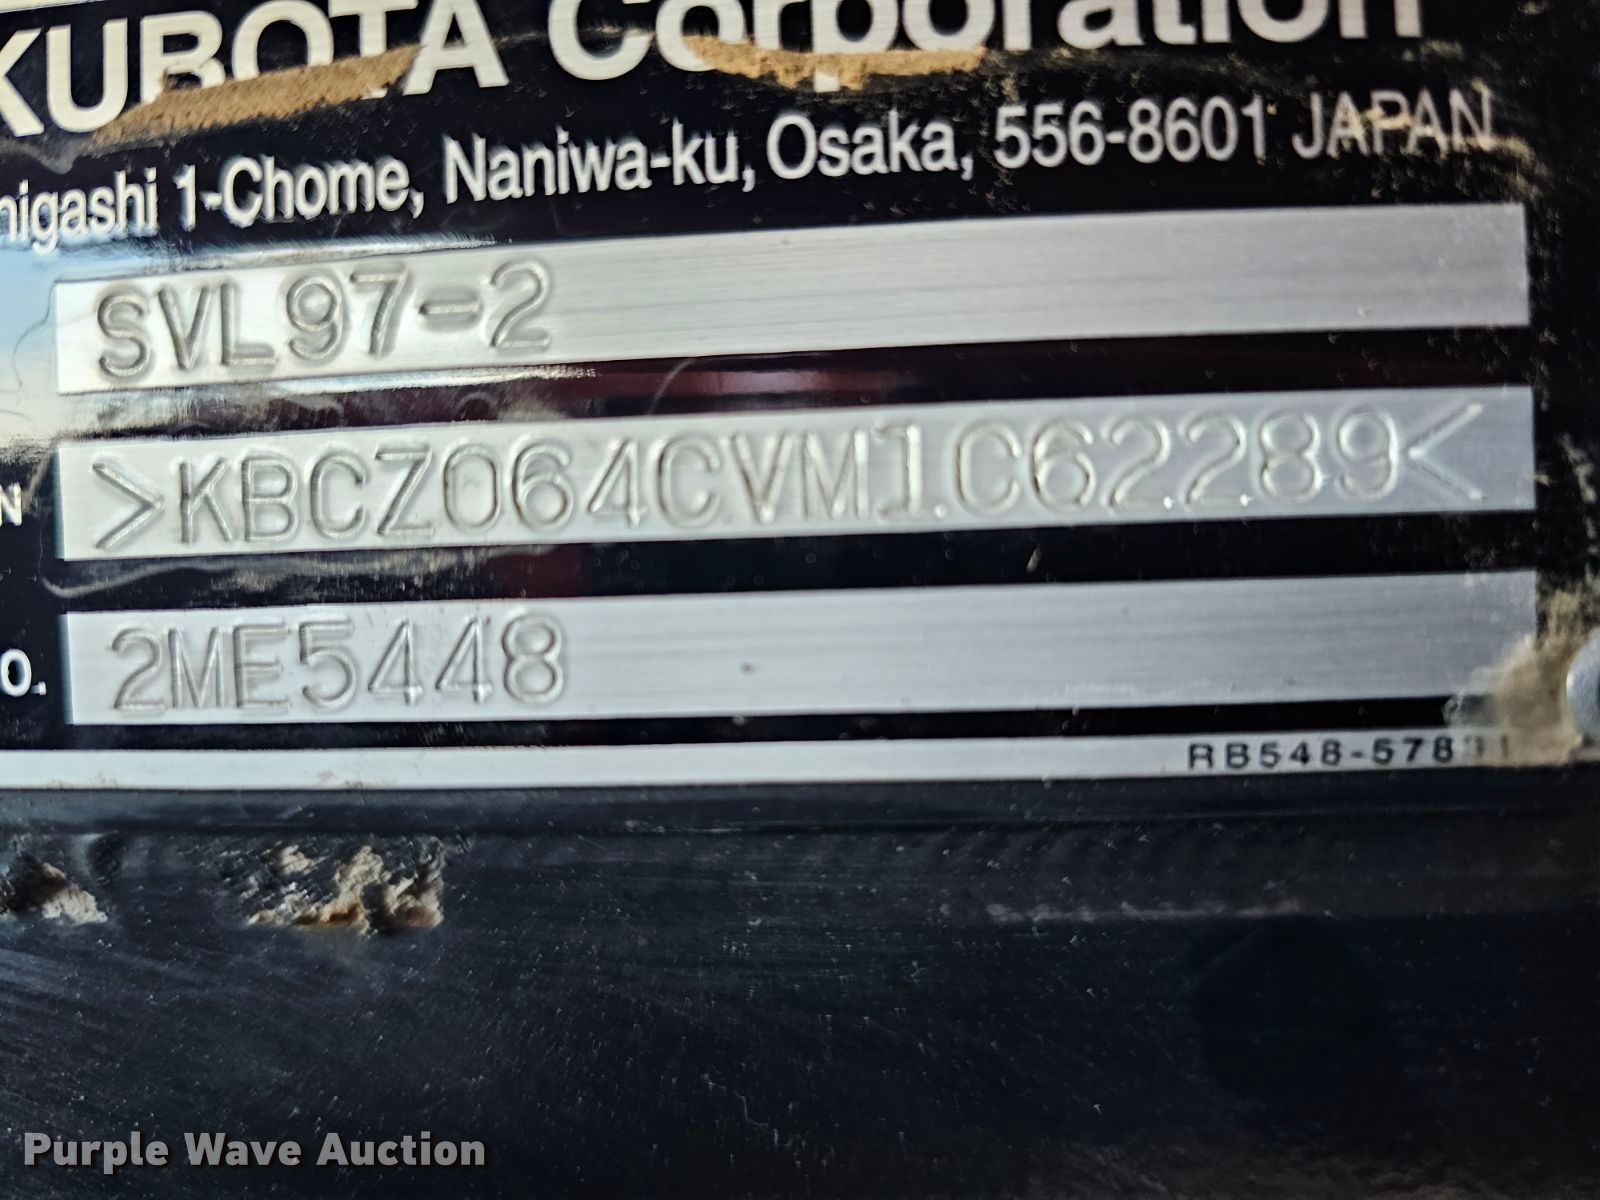 KUBOTA Corporation
higashi 1-Chome, Naniwa-ku, Osaka, 556-8601 JAPAN
SVL97-2
N >KBCZ064CVM1C62289<
O. 2ME5448
RB548-578
Purple Wave Auction